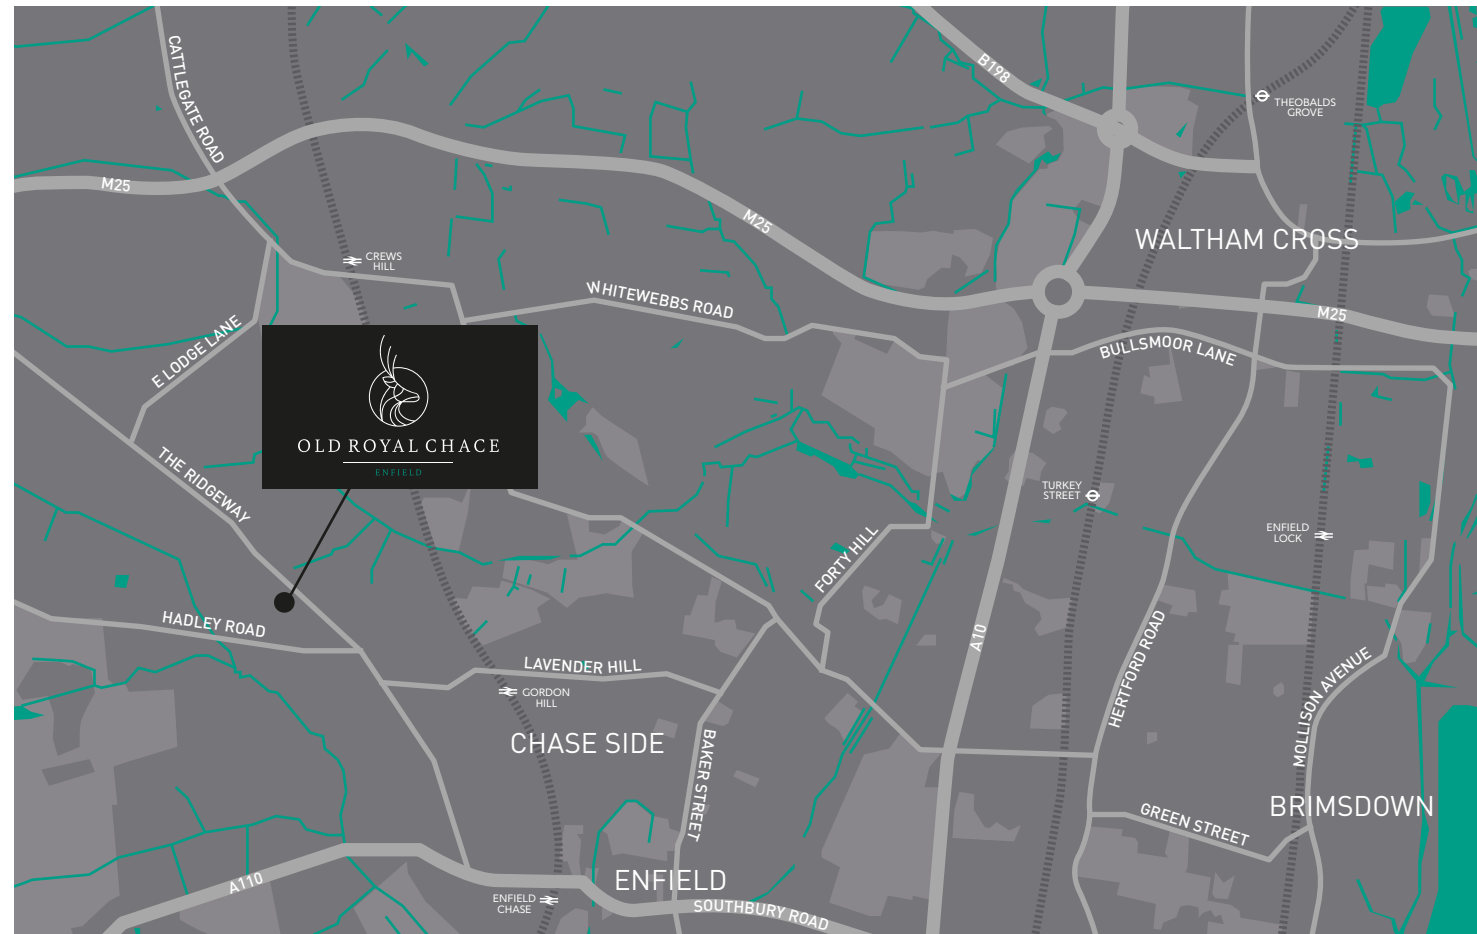 CATTLEGATE ROAD
B198
THEOBALDS
GROVE
M25
M25
CREWS
HILL
WALTHAM CROSS
WHITEWEBBS ROAD
M25
E LODGE LANE
BULLSMOOR LANE
OLD ROYAL CHACE
ENFIELD
THE RIDGEWAY
TURKEY
STREET
ENFIELD
LOCK
FORTY HILL
HADLEY ROAD
A10
HERTFORD ROAD
LAVENDER HILL
GORDON
HILL
MOLLISON AVENUE
CHASE SIDE
BAKER STREET
BRIMSDOWN
GREEN STREET
A110
ENFIELD
ENFIELD
CHASE
SOUTHBURY ROAD